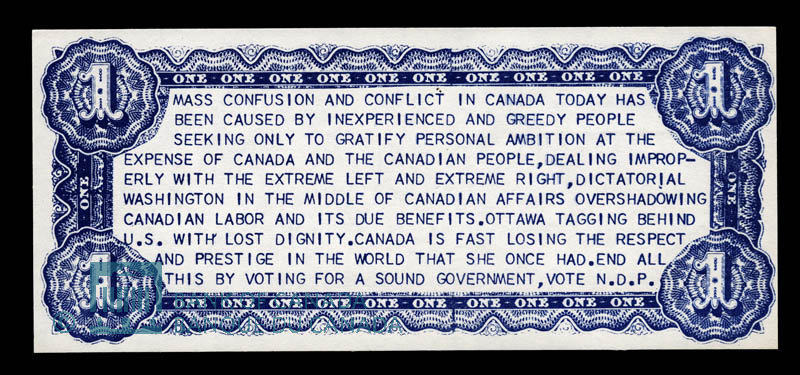 ONE · ONE · ONE · ONE · ONE · ONE · ONE · ONE · ONE · ONE
1 1
MASS CONFUSION AND CONFLICT IN CANADA TODAY HAS
BEEN CAUSED BY INEXPERIENCED AND GREEDY PEOPLE
SEEKING ONLY TO GRATIFY PERSONAL AMBITION AT THE
EXPENSE OF CANADA AND THE CANADIAN PEOPLE,DEALING IMPROP-
ERLY WITH THE EXTREME LEFT AND EXTREME RIGHT,DICTATORIAL
WASHINGTON IN THE MIDDLE OF CANADIAN AFFAIRS OVERSHADOWING
CANADIAN LABOR AND ITS DUE BENEFITS.OTTAWA TAGGING BEHIND
U.S. WITH LOST DIGNITY.CANADA IS FAST LOSING THE RESPECT
AND PRESTIGE IN THE WORLD THAT SHE ONCE HAD.END ALL
THIS BY VOTING FOR A SOUND GOVERNMENT,VOTE N.D.P.
ONE
ONE
1 1
ONE · ONE · ONE · ONE · ONE · ONE · ONE · ONE · ONE · ONE
CANADA